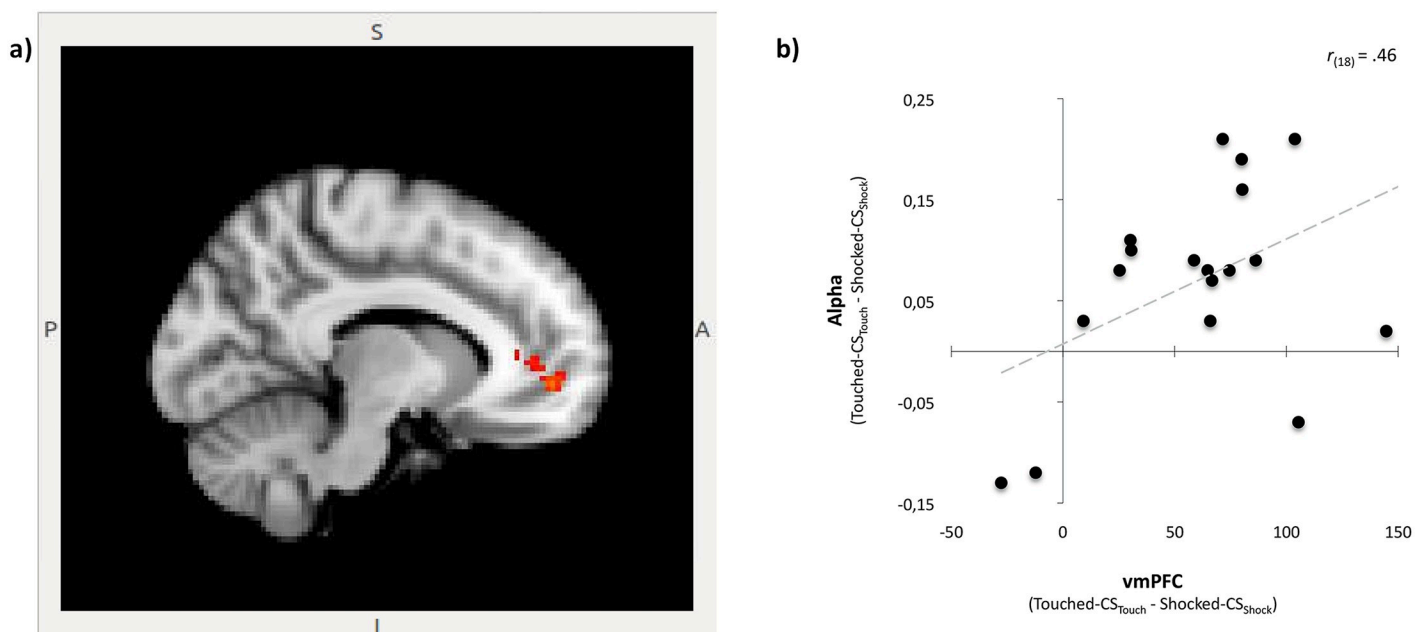 a)
S
P
A
I
b)
r(18) = .46
0,25
0,15
0,05
-0,05
-0,15
Alpha
(Touched-CSTouch - Shocked-CSShock)
-50 0 50 100 150
vmPFC
(Touched-CSTouch - Shocked-CSShock)